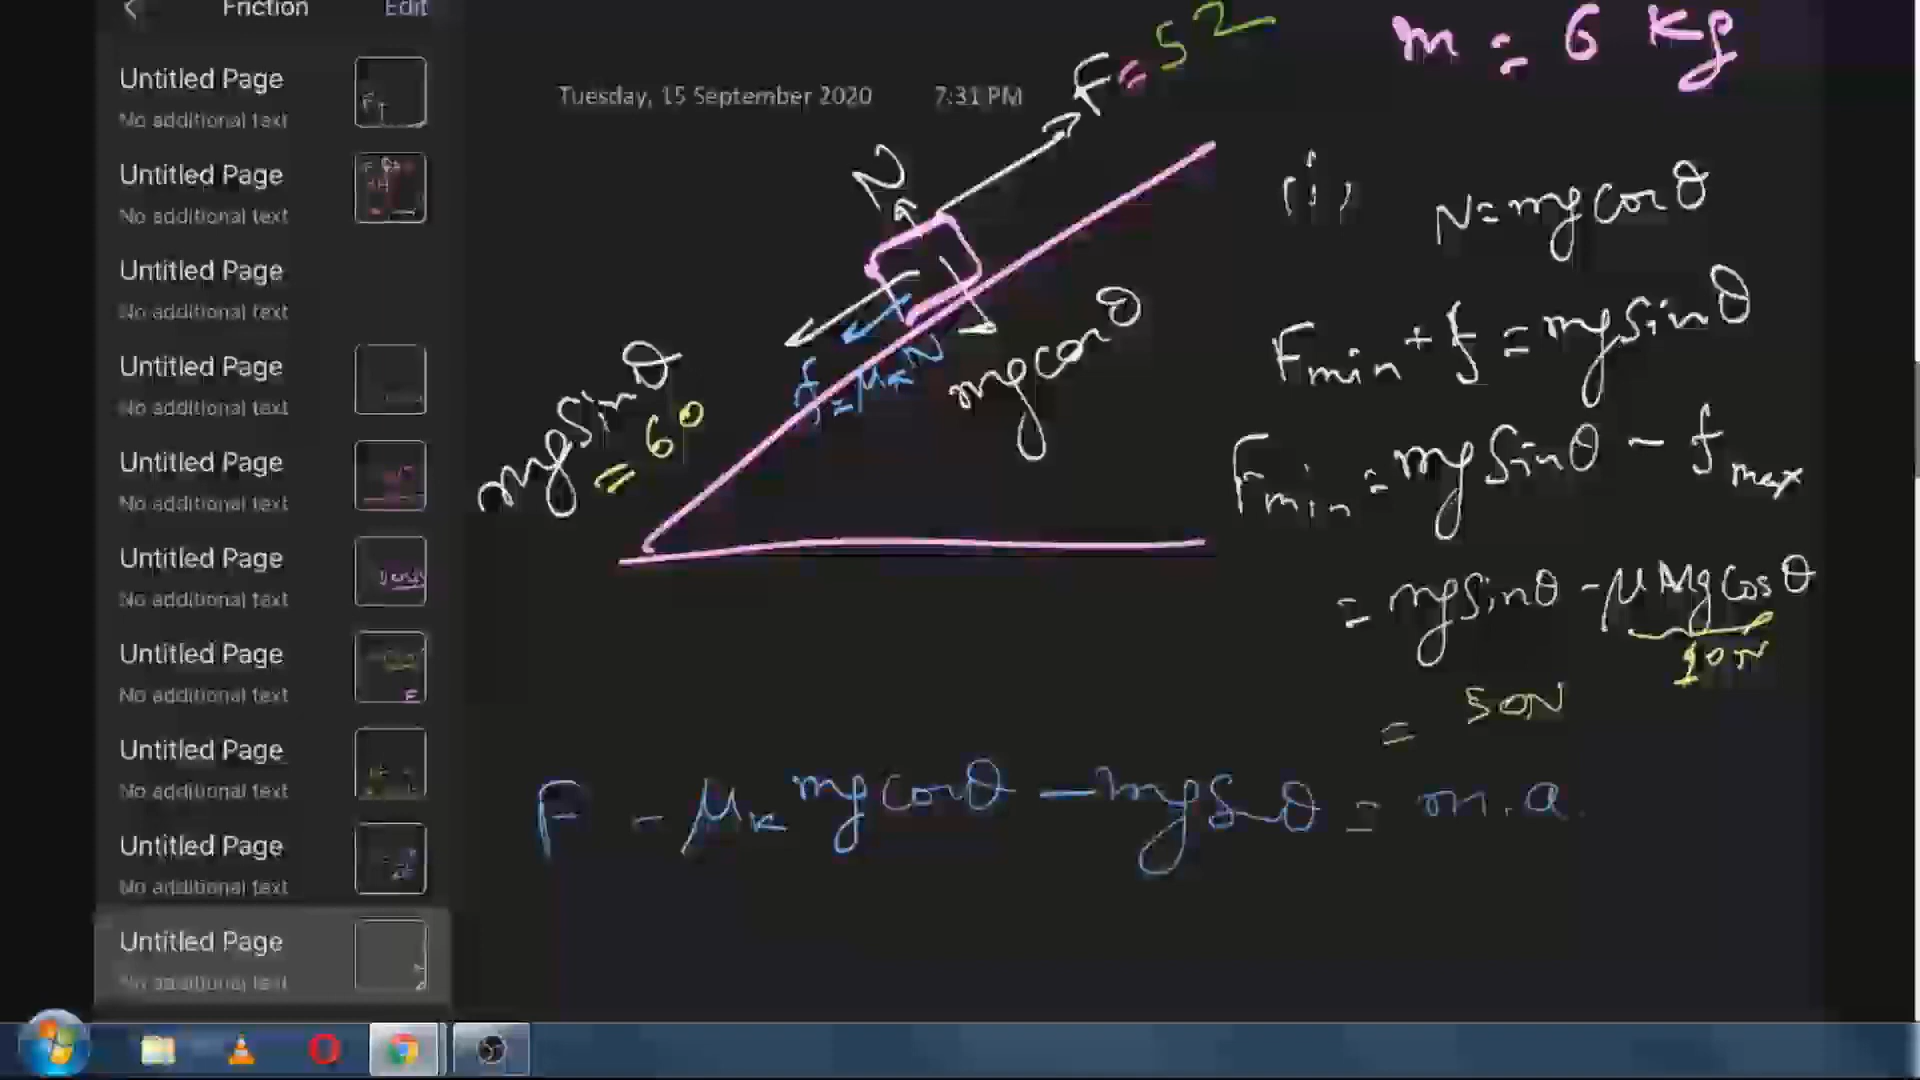 Friction
Edit
Untitled Page
No additional text
Untitled Page
No additional text
Untitled Page
No additional text
Untitled Page
No additional text
Untitled Page
No additional text
Untitled Page
No additional text
Untitled Page
No additional text
Untitled Page
No additional text
Untitled Page
No additional text
Untitled Page
No additional text
Tuesday, 15 September 2020 7:31 PM
F = 52
m = 6 kg
N
mg sin θ
= 60
f = μₖN
mg cos θ
(i) N = mg cos θ
Fmin + f = mg sin θ
Fmin = mg sin θ - fmax
= mg sin θ - μ Mg cos θ
10N
= 50N
F - μₖ mg cos θ - mg sin θ = m.a.